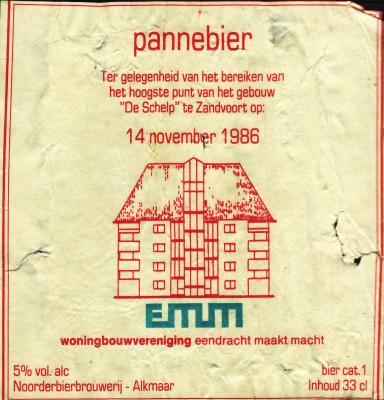 pannebier
Ter gelegenheid van het bereiken van
het hoogste punt van het gebouw
"De Schelp" te Zandvoort op:
14 november 1986
EMM
woningbouwvereniging eendracht maakt macht
5% vol. alc
bier cat.1
Noorderbierbrouwerij - Alkmaar
Inhoud 33 cl